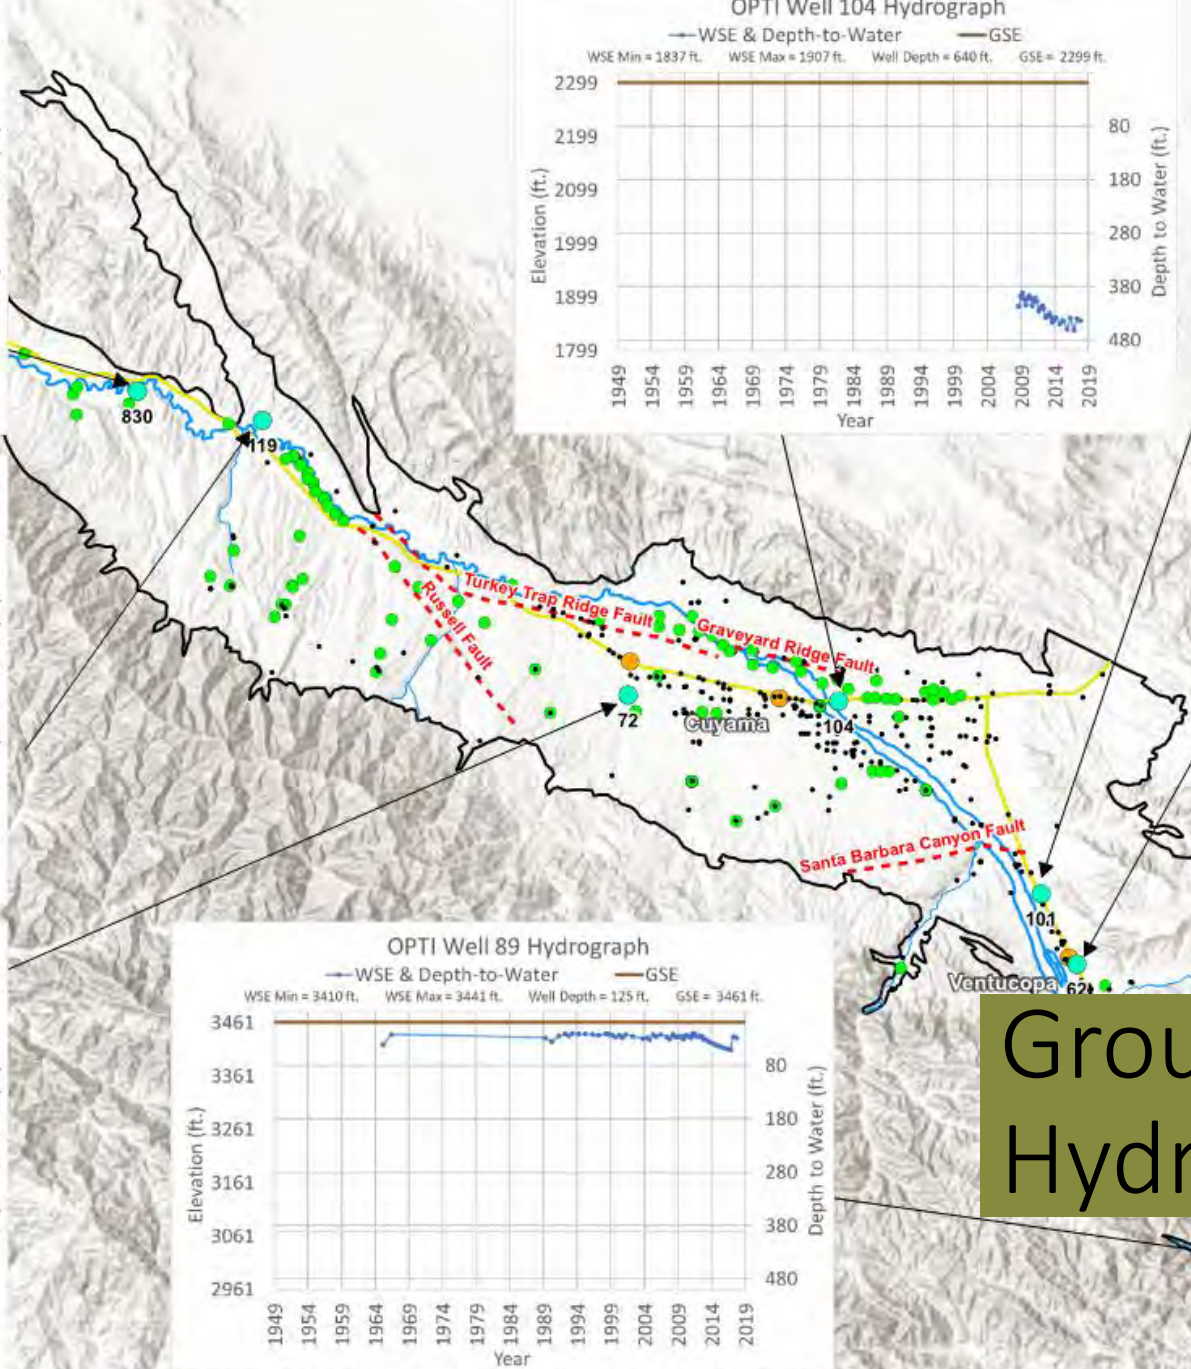 OPTI Well 104 Hydrograph
WSE & Depth-to-Water GSE
WSE Min = 1837 ft. WSE Max = 1907 ft. Well Depth = 640 ft. GSE = 2299 ft.
2299
2199
2099
1999
1899
1799
Elevation (ft.)
80
180
280
380
480
Depth to Water (ft.)
1949 1954 1959 1964 1969 1974 1979 1984 1989 1994 1999 2004 2009 2014 2019
Year
830
119
Turkey Trap Ridge Fault
Russell Fault
Graveyard Ridge Fault
72
Cuyama
104
Santa Barbara Canyon Fault
101
Ventucopa
62
OPTI Well 89 Hydrograph
WSE & Depth-to-Water GSE
WSE Min = 3410 ft. WSE Max = 3441 ft. Well Depth = 125 ft. GSE = 3461 ft.
3461
3361
3261
3161
3061
2961
Elevation (ft.)
80
180
280
380
480
Depth to Water (ft.)
1949 1954 1959 1964 1969 1974 1979 1984 1989 1994 1999 2004 2009 2014 2019
Year
Grou
Hydr